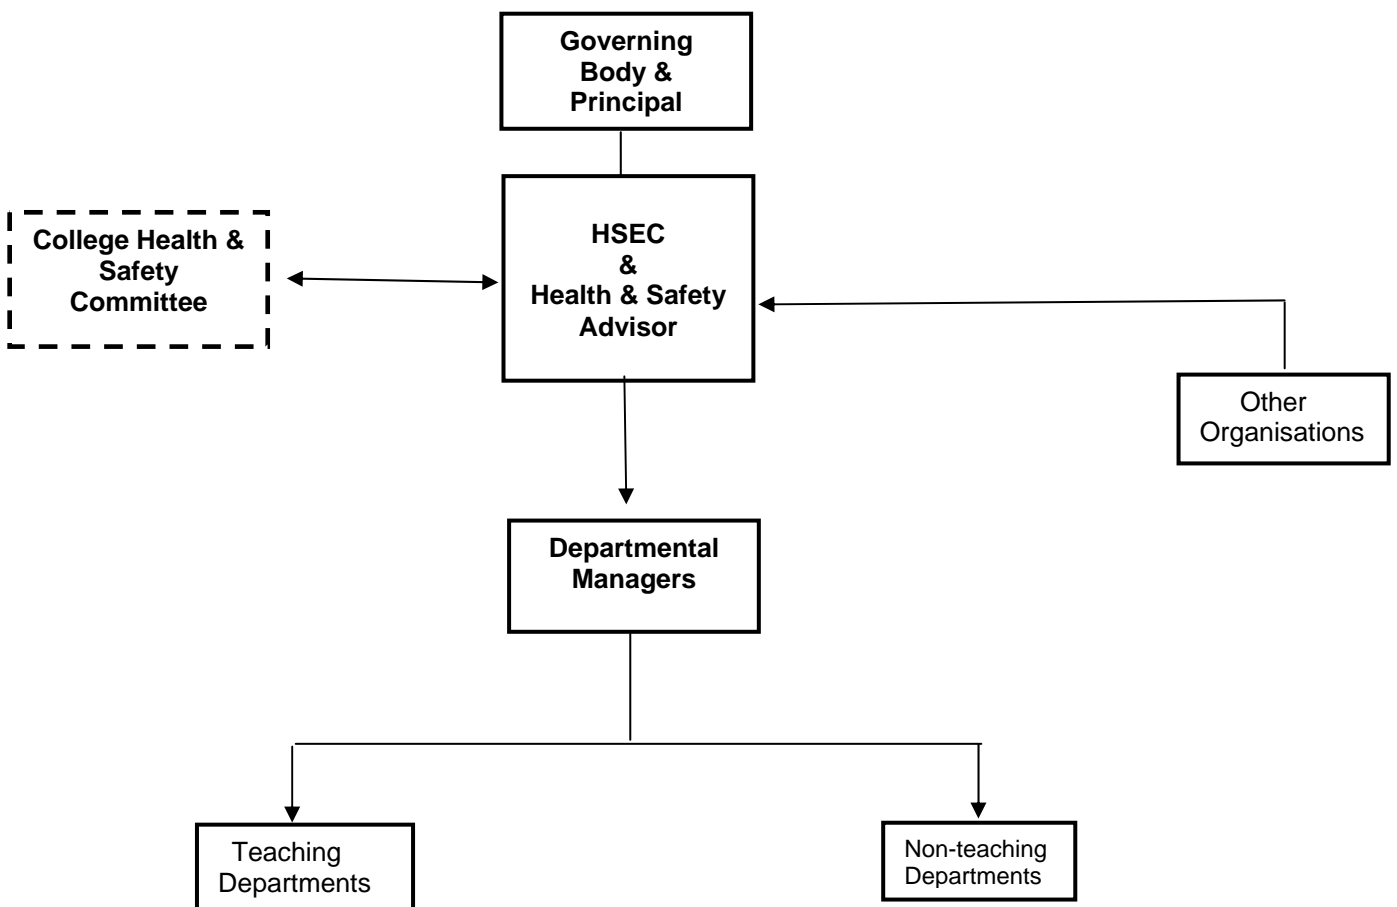 Governing
Body &
Principal
College Health &
Safety
Committee
HSEC
&
Health & Safety
Advisor
Other
Organisations
Departmental
Managers
Teaching
Departments
Non-teaching
Departments